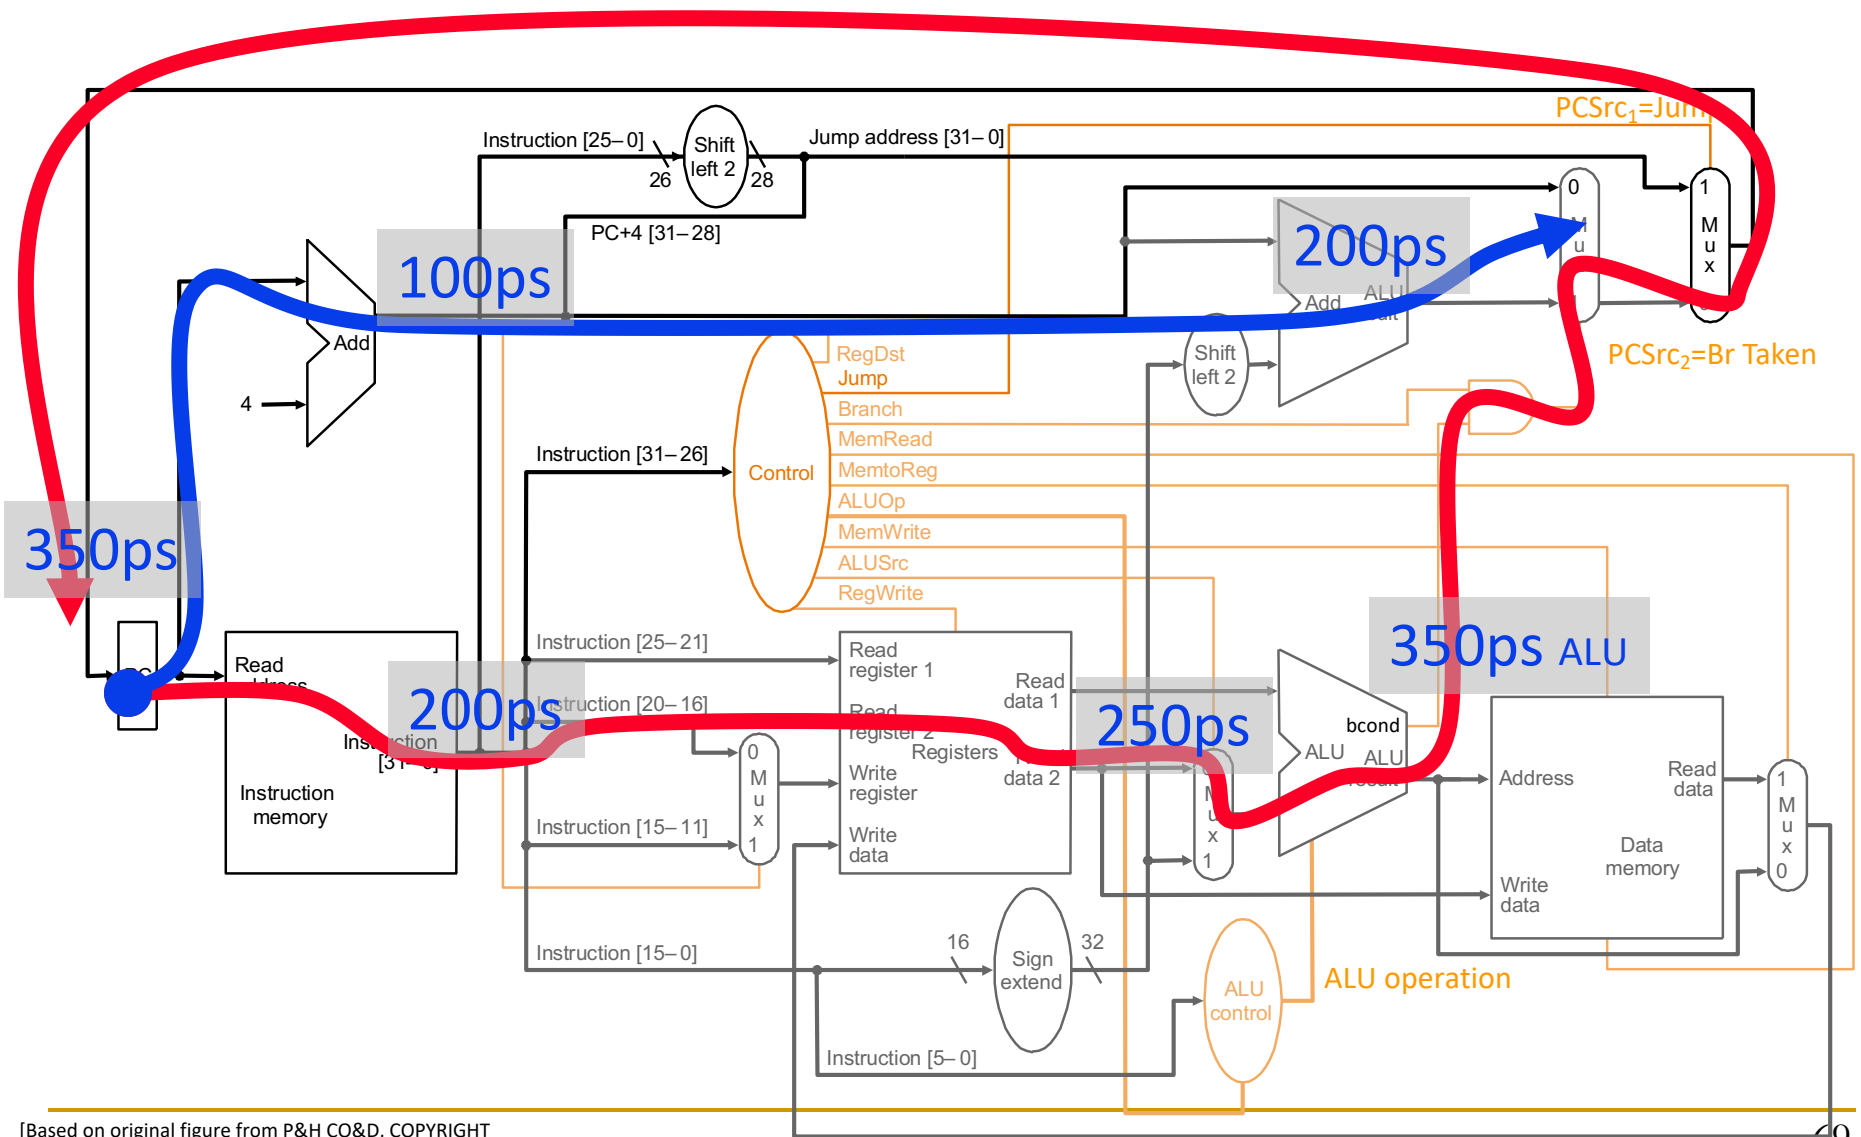 PCSrc1=Jum
Instruction [25–0]
Shift
left 2
Jump address [31–0]
26
28
PC+4 [31–28]
0
M
u
1
M
u
x
100ps
200ps
Add
ALU
Add
4
Shift
left 2
PCSrc2=Br Taken
RegDst
Jump
Branch
MemRead
MemtoReg
ALUOp
MemWrite
ALUSrc
RegWrite
Instruction [31–26]
Control
350ps
Instruction [25–21]
Read
register 1
Read
data 1
350ps ALU
Read
200ps
Instruction [20–16]
Read
register 2
Registers
data 2
250ps
bcond
ALU
ALU
Instruction
memory
0
M
u
x
1
Write
register
M
u
x
1
Address
Read
data
1
M
u
x
0
Instruction [15–11]
Write
data
Data
memory
Write
data
Instruction [15–0]
16
Sign
extend
32
ALU
control
ALU operation
Instruction [5–0]
[Based on original figure from P&H CO&D, COPYRIGHT
69